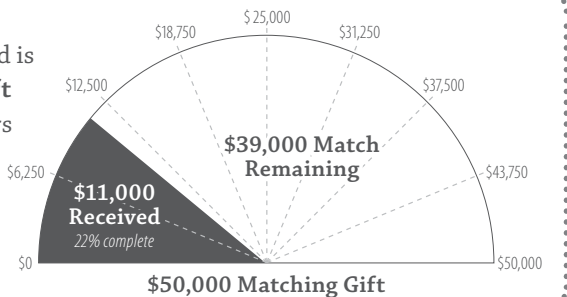 d is
ft
rs
$25,000
$18,750
$31,250
$12,500
$37,500
$6,250
$43,750
$39,000 Match
Remaining
$11,000
Received
22% complete
$0
$50,000
$50,000 Matching Gift